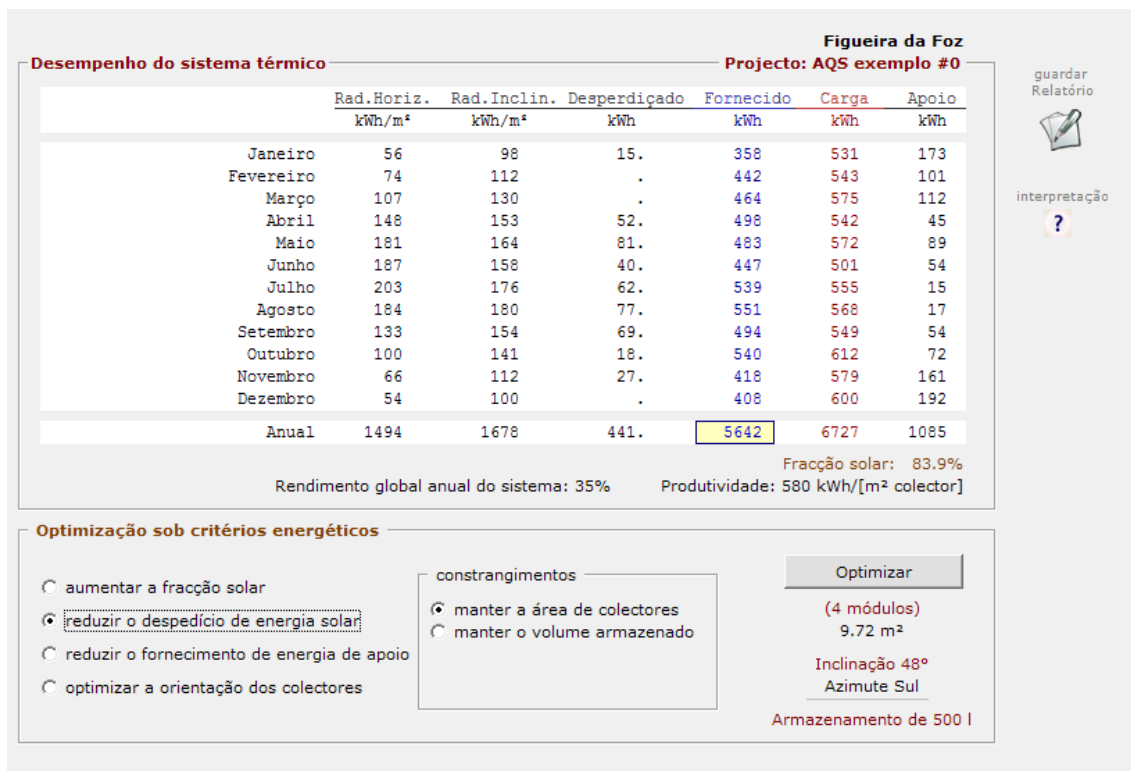 Figueira da Foz
Desempenho do sistema térmico Projecto: AQS exemplo #0
guardar
Relatório
Rad.Horiz. Rad.Inclin. Desperdiçado Fornecido Carga Apoio
kWh/m² kWh/m² kWh kWh kWh kWh
Janeiro 56 98 15. 358 531 173
Fevereiro 74 112 . 442 543 101
Março 107 130 . 464 575 112
Abril 148 153 52. 498 542 45
Maio 181 164 81. 483 572 89
Junho 187 158 40. 447 501 54
Julho 203 176 62. 539 555 15
Agosto 184 180 77. 551 568 17
Setembro 133 154 69. 494 549 54
Outubro 100 141 18. 540 612 72
Novembro 66 112 27. 418 579 161
Dezembro 54 100 . 408 600 192
Anual 1494 1678 441. 5642 6727 1085
interpretação
?
Fracção solar: 83.9%
Rendimento global anual do sistema: 35% Produtividade: 580 kWh/[m² colector]
Optimização sob critérios energéticos
aumentar a fracção solar
reduzir o despedício de energia solar
reduzir o fornecimento de energia de apoio
optimizar a orientação dos colectores
constrangimentos
manter a área de colectores
manter o volume armazenado
Optimizar
(4 módulos)
9.72 m²
Inclinação 48º
Azimute Sul
Armazenamento de 500 l